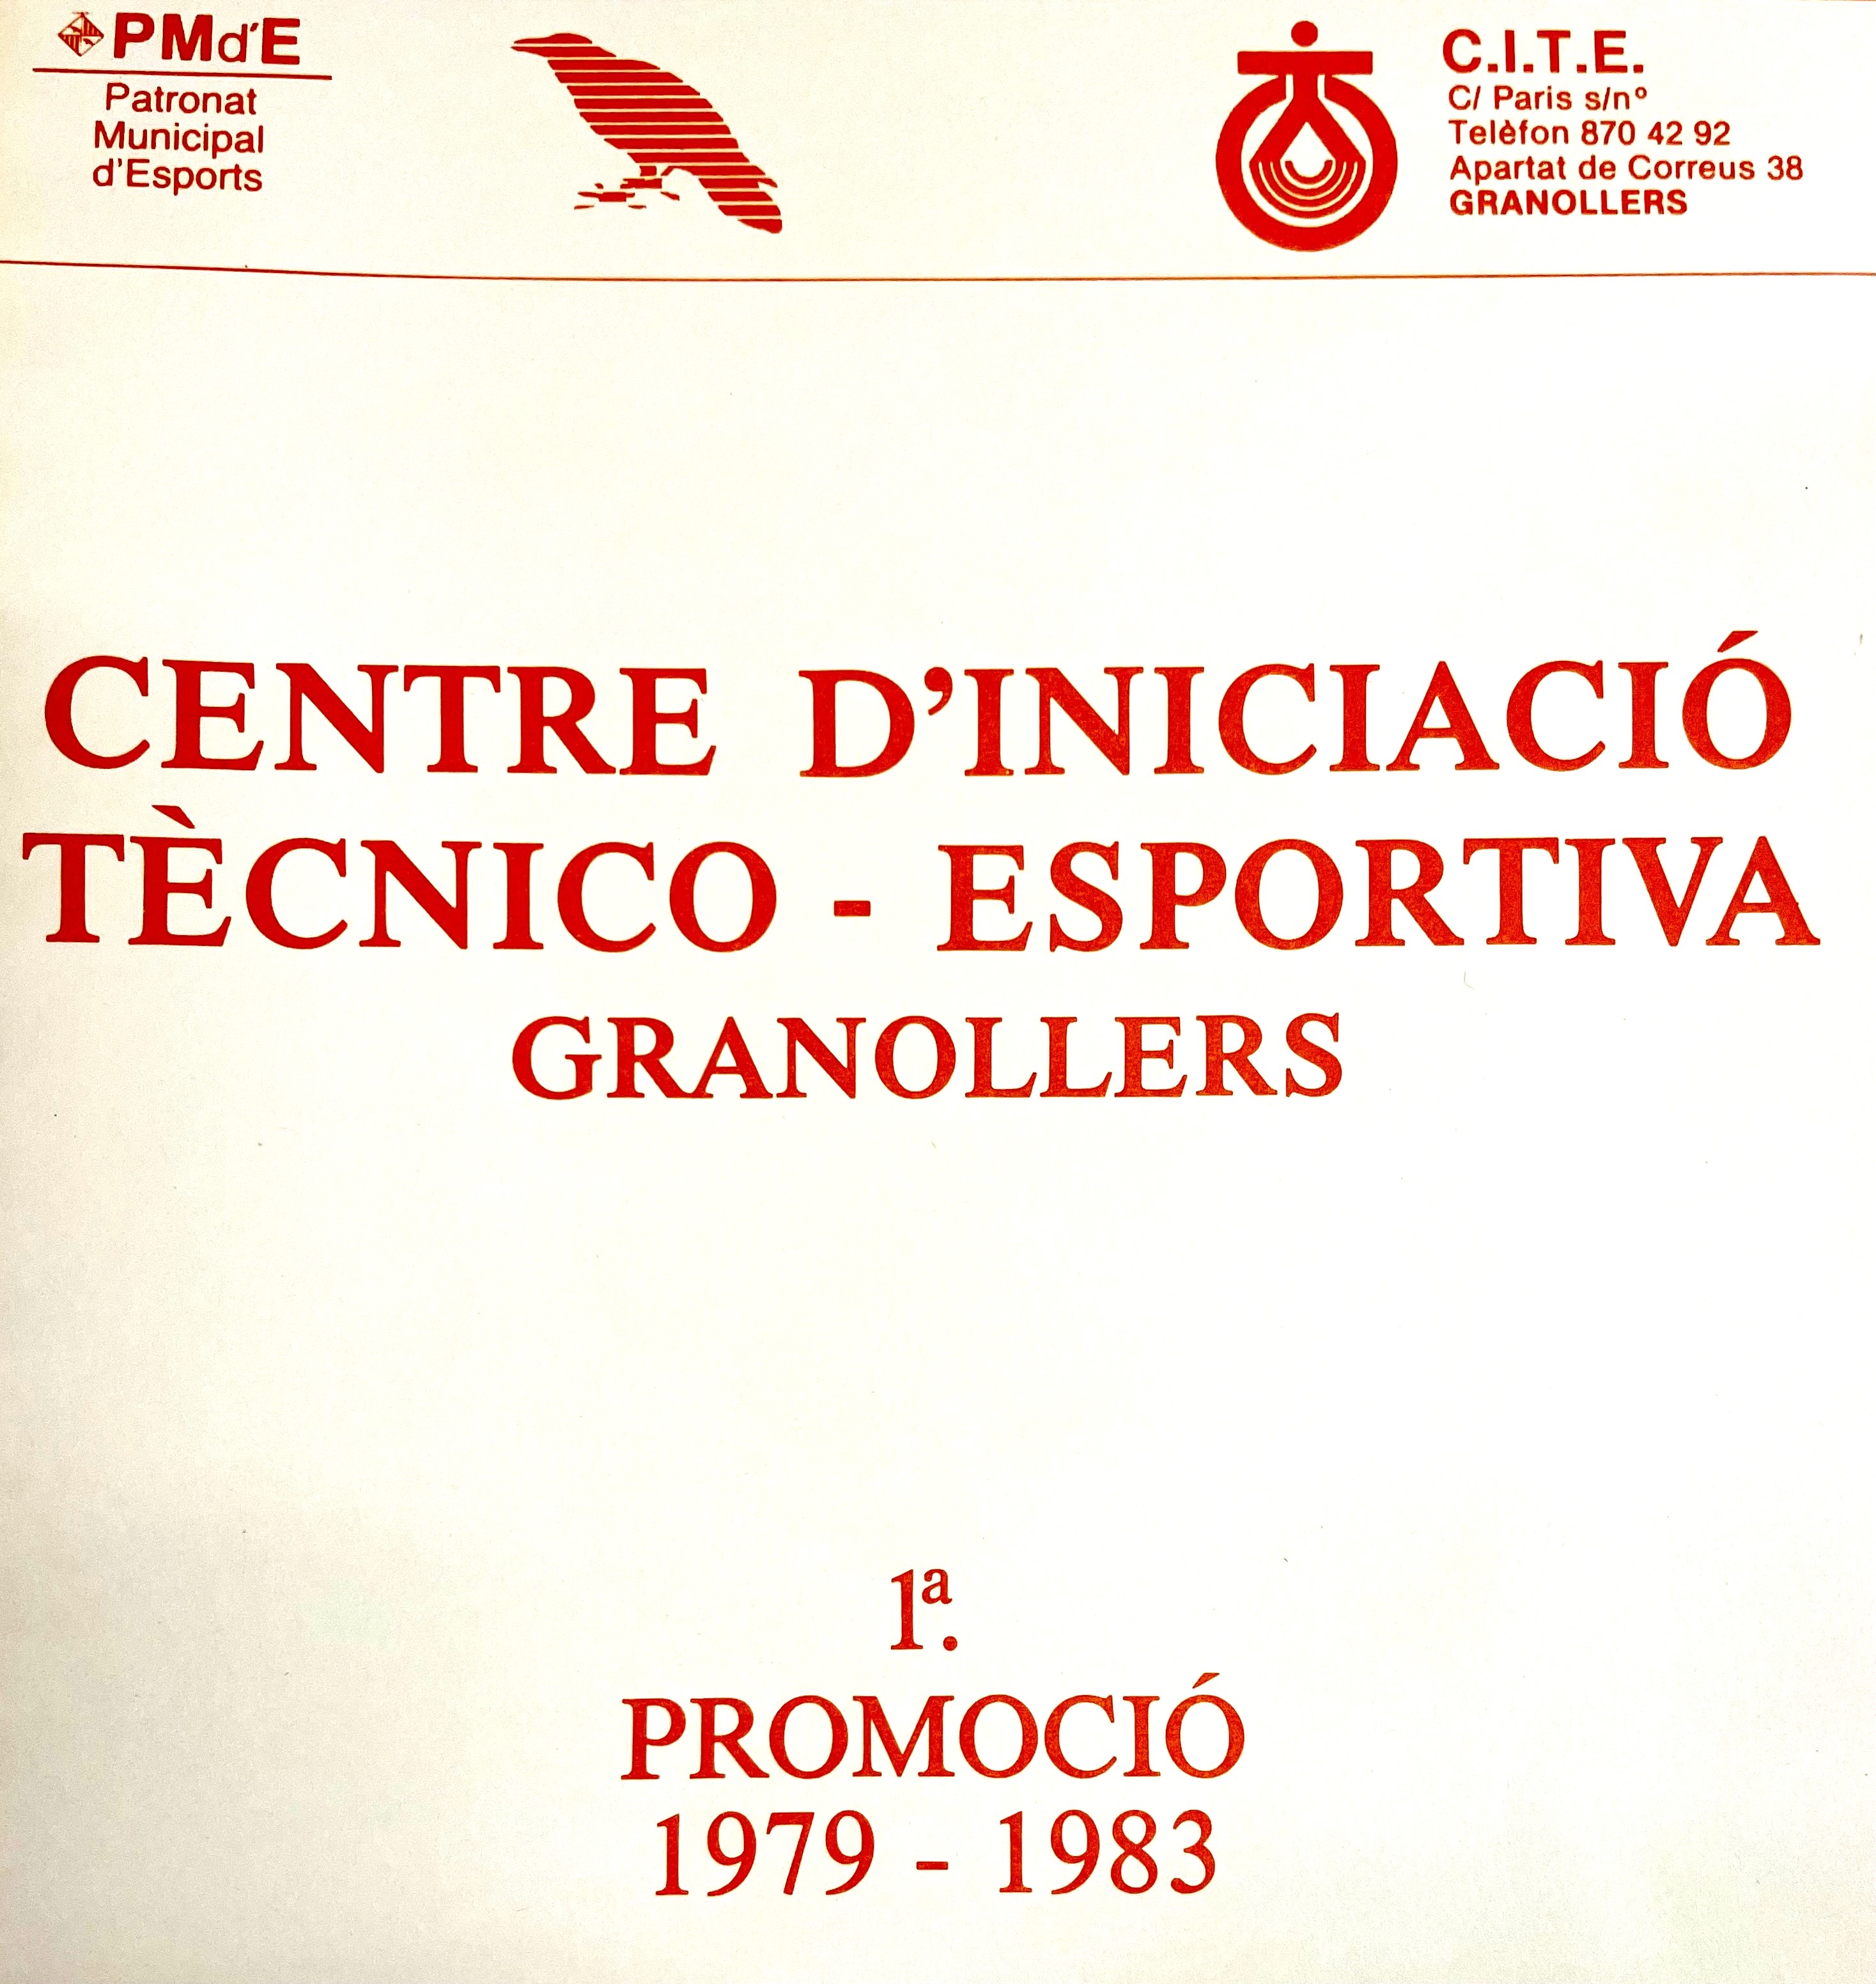 PMd'E
Patronat
Municipal
d'Esports
C.I.T.E.
C/ Paris s/nº
Telèfon 870 42 92
Apartat de Correus 38
GRANOLLERS
CENTRE D'INICIACIÓ
TÈCNICO - ESPORTIVA
GRANOLLERS
1ª.
PROMOCIÓ
1979 - 1983